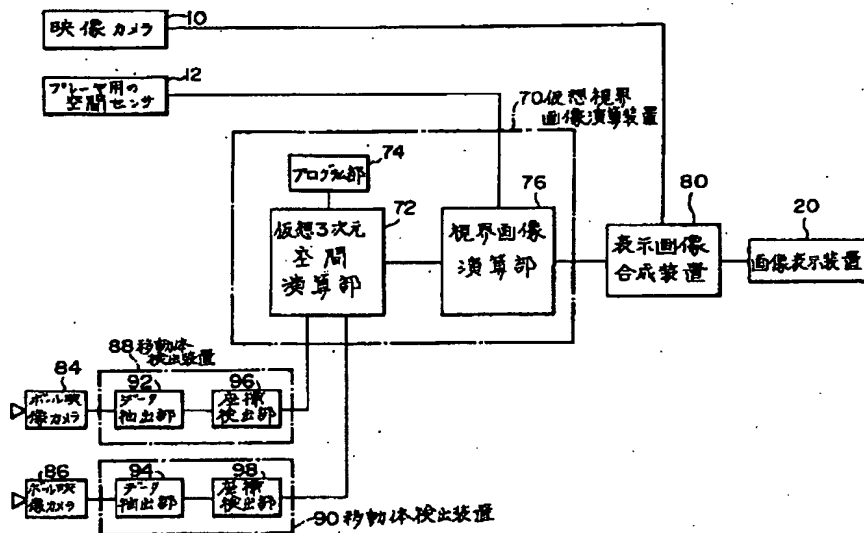 10
映像カメラ
12
プレーヤ用の
空間センサ
70仮想視界
画像演算装置
74
プログラム部
72
仮想3次元
空間
演算部
76
視界画像
演算部
80
表示画像
合成装置
20
画像表示装置
88移動体
検出装置
84
ボール映
像カメラ
92
データ
抽出部
96
座標
検出部
86
ボール映
像カメラ
94
データ
抽出部
98
座標
検出部
90移動体検出装置